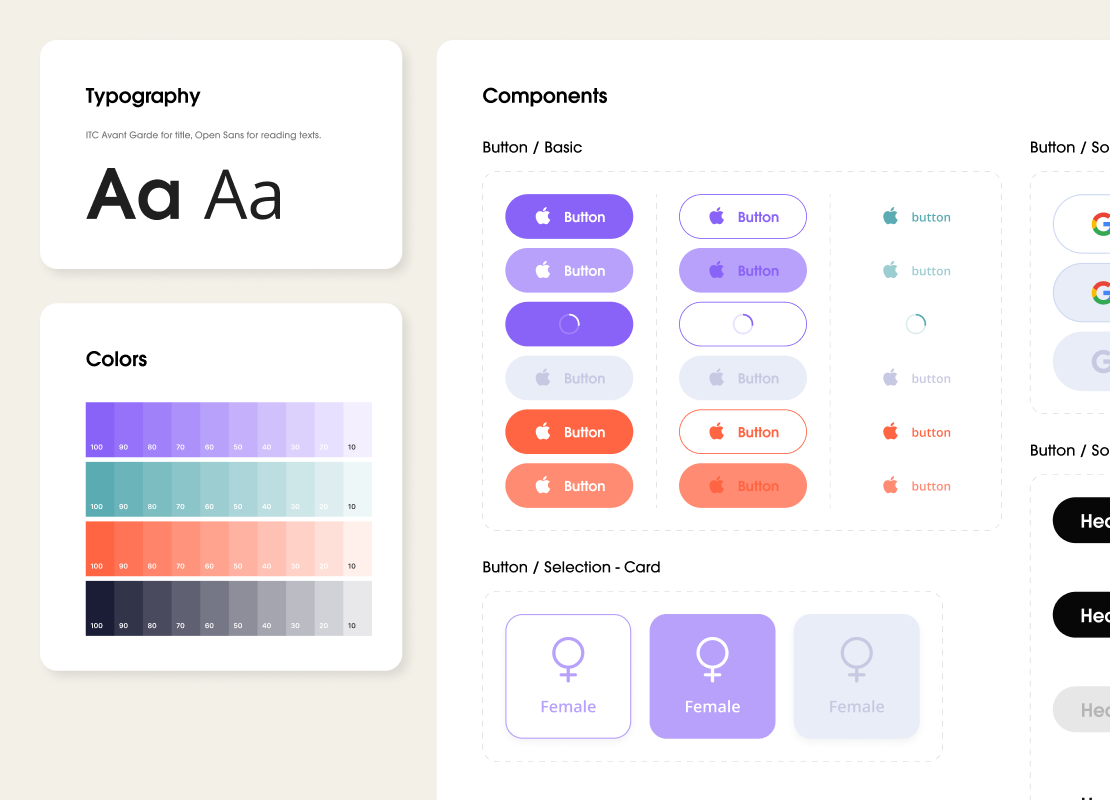 Typography
ITC Avant Garde for title, Open Sans for reading texts.
Aa Aa
Colors
100 90 80 70 60 50 40 30 20 10
100 90 80 70 60 50 40 30 20 10
100 90 80 70 60 50 40 30 20 10
100 90 80 70 60 50 40 30 20 10
Components
Button / Basic
Button Button button
Button Button button
Button Button button
Button Button button
Button Button button
Button / Selection - Card
Female Female Female
Button / So
Button / So
Hea
Hea
Hea